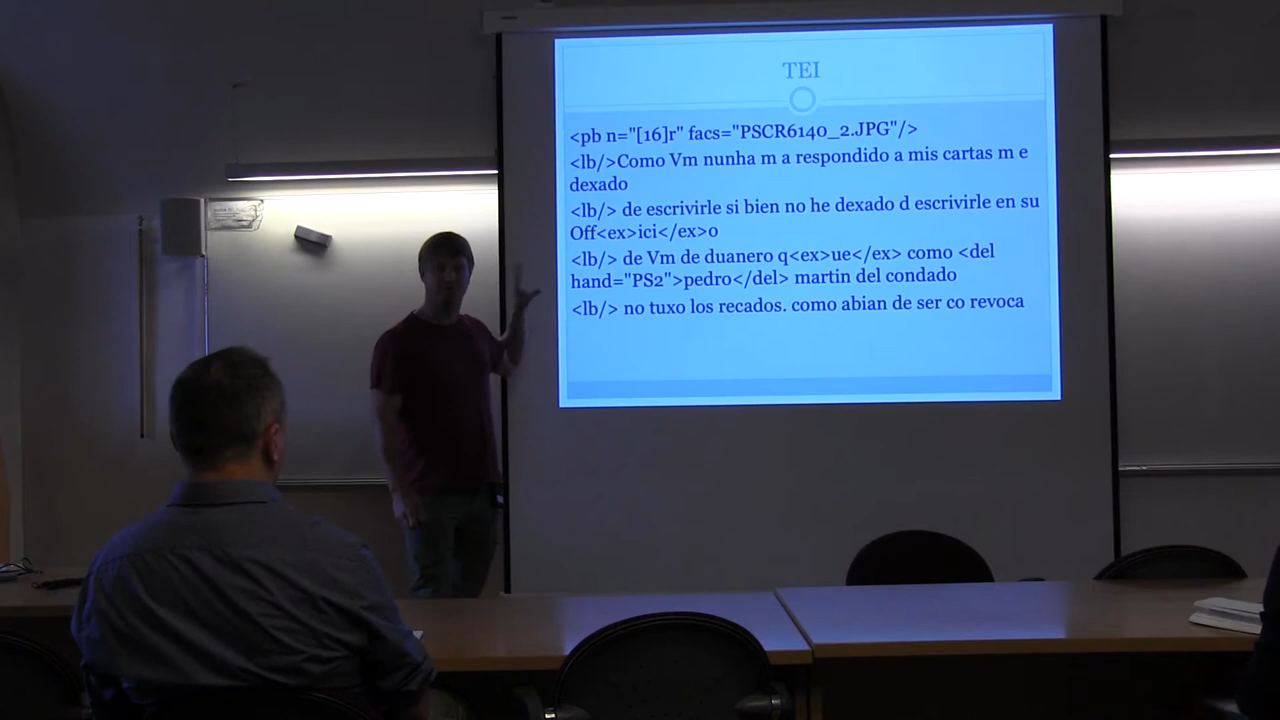 TEI
<pb n="[16]r" facs="PSCR6140_2.JPG"/>
<lb/>Como Vm nunha m a respondido a mis cartas m e
dexado
<lb/> de escrivirle si bien no he dexado d escrivirle en su
Off<ex>ici</ex>o
<lb/> de Vm de duanero q<ex>ue</ex> como <del
hand="PS2">pedro</del> martin del condado
<lb/> no tuxo los recados. como abian de ser co revoca